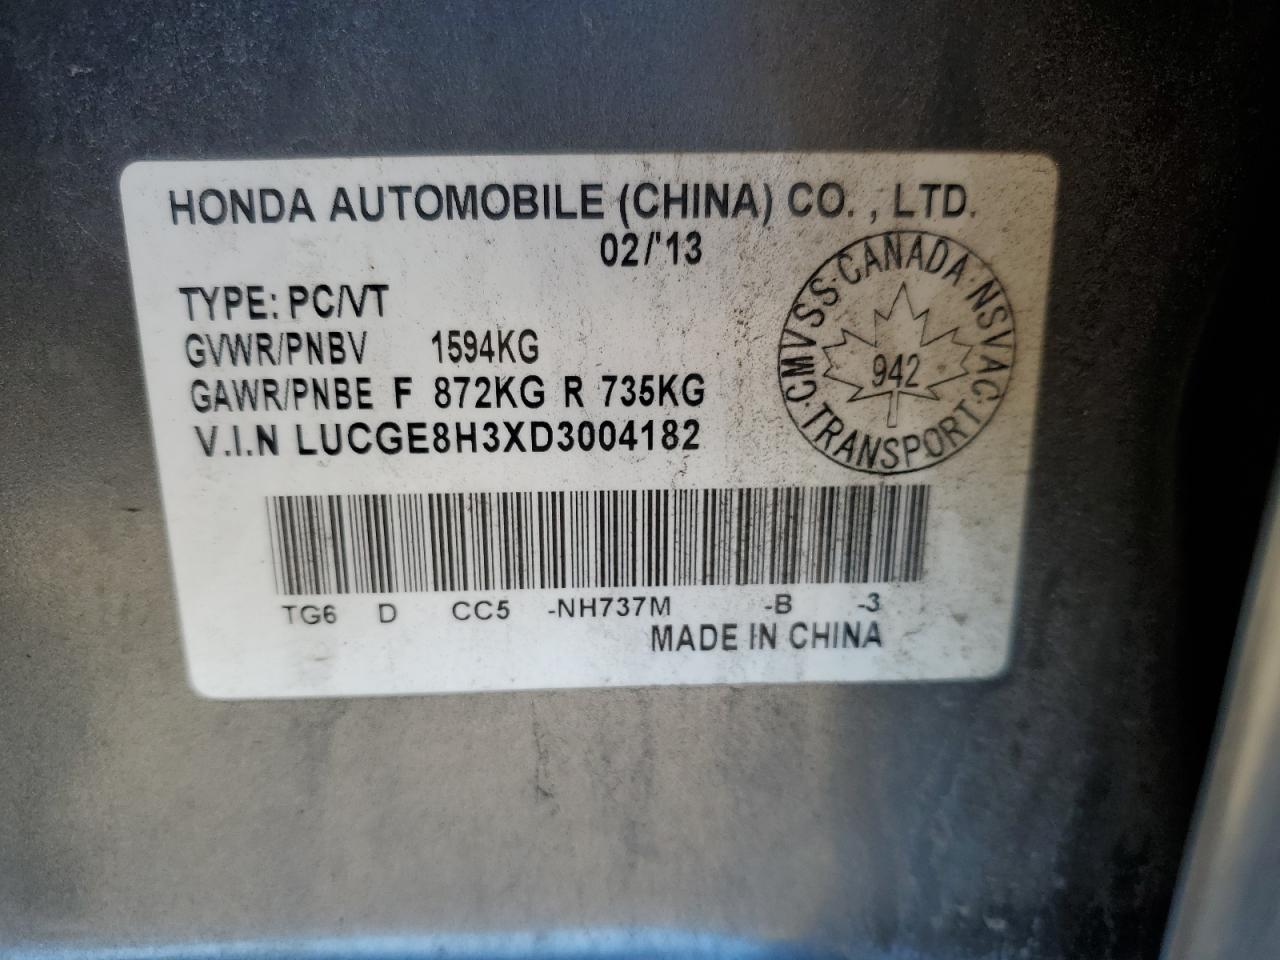 HONDA AUTOMOBILE (CHINA) CO., LTD.
02/'13
TYPE: PC/VT
GVWR/PNBV 1594KG
GAWR/PNBE F 872KG R 735KG
V.I.N LUCGE8H3XD3004182
CMVSS·CANADA·NSVAC·TRANSPORT·
942
TG6 D CC5 -NH737M -B -3
MADE IN CHINA